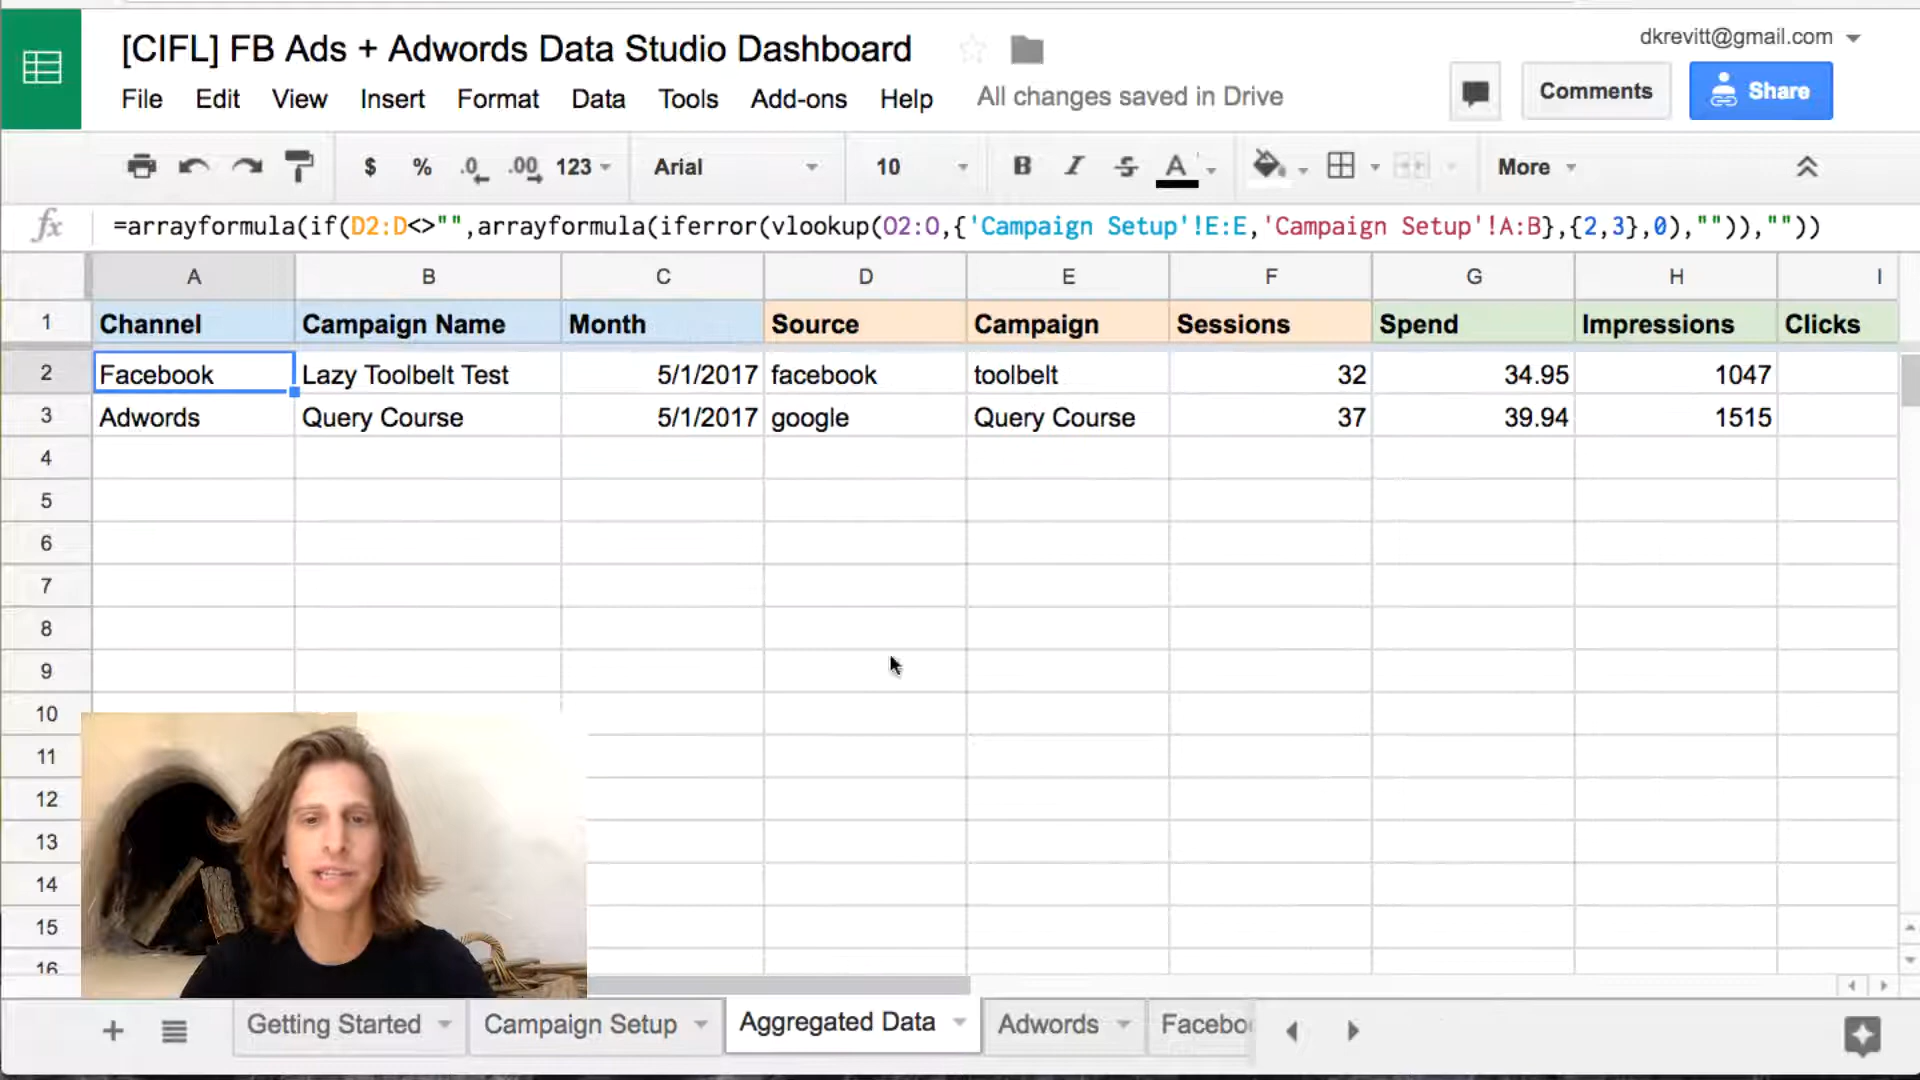 [CIFL] FB Ads + Adwords Data Studio Dashboard
dkrevitt@gmail.com
File Edit View Insert Format Data Tools Add-ons Help All changes saved in Drive
Comments Share
$ % .0 .00 123 Arial 10 B I S A More
fx =arrayformula(if(D2:D<>"",arrayformula(iferror(vlookup(O2:O,{'Campaign Setup'!E:E,'Campaign Setup'!A:B},{2,3},0),"")),""))
A B C D E F G H I
1 Channel Campaign Name Month Source Campaign Sessions Spend Impressions Clicks
2 Facebook Lazy Toolbelt Test 5/1/2017 facebook toolbelt 32 34.95 1047
3 Adwords Query Course 5/1/2017 google Query Course 37 39.94 1515
4
5
6
7
8
9
10
11
12
13
14
15
16
Getting Started Campaign Setup Aggregated Data Adwords Facebo